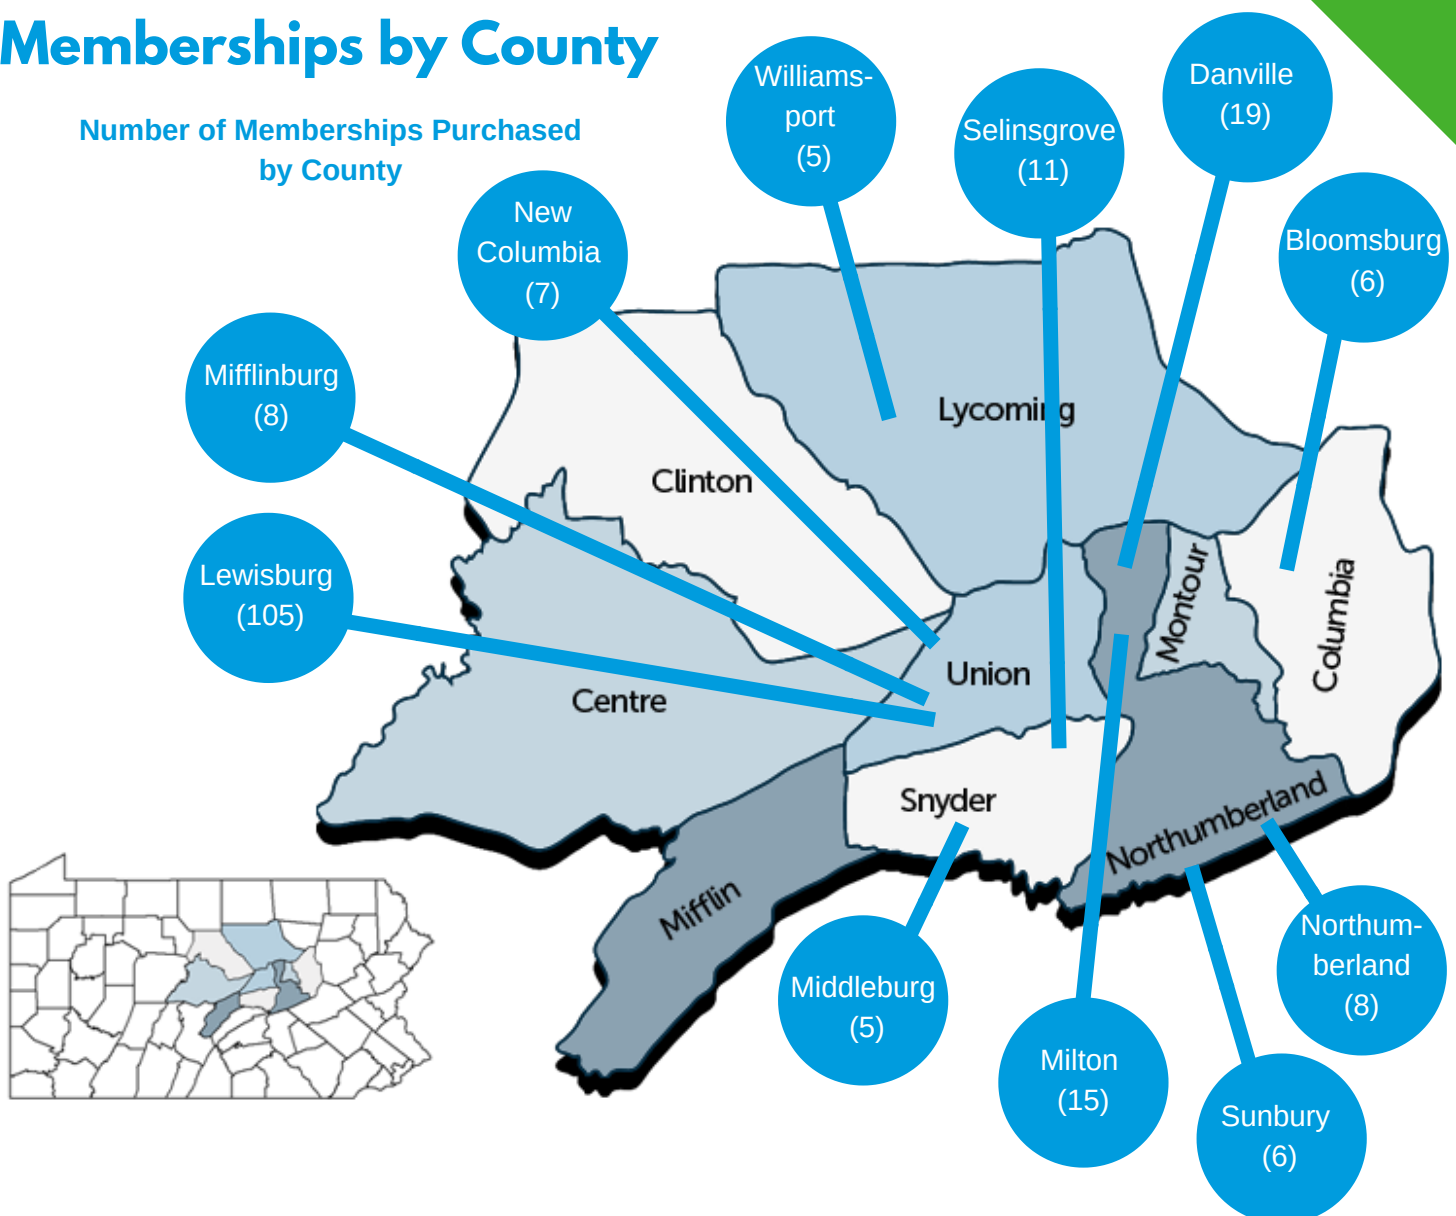 Memberships by County
Number of Memberships Purchased
by County
Williams-
port
(5)
Selinsgrove
(11)
Danville
(19)
New
Columbia
(7)
Bloomsburg
(6)
Mifflinburg
(8)
Lewisburg
(105)
Lycoming
Clinton
Centre
Union
Montour
Columbia
Snyder
Mifflin
Northumberland
Middleburg
(5)
Milton
(15)
Northum-
berland
(8)
Sunbury
(6)